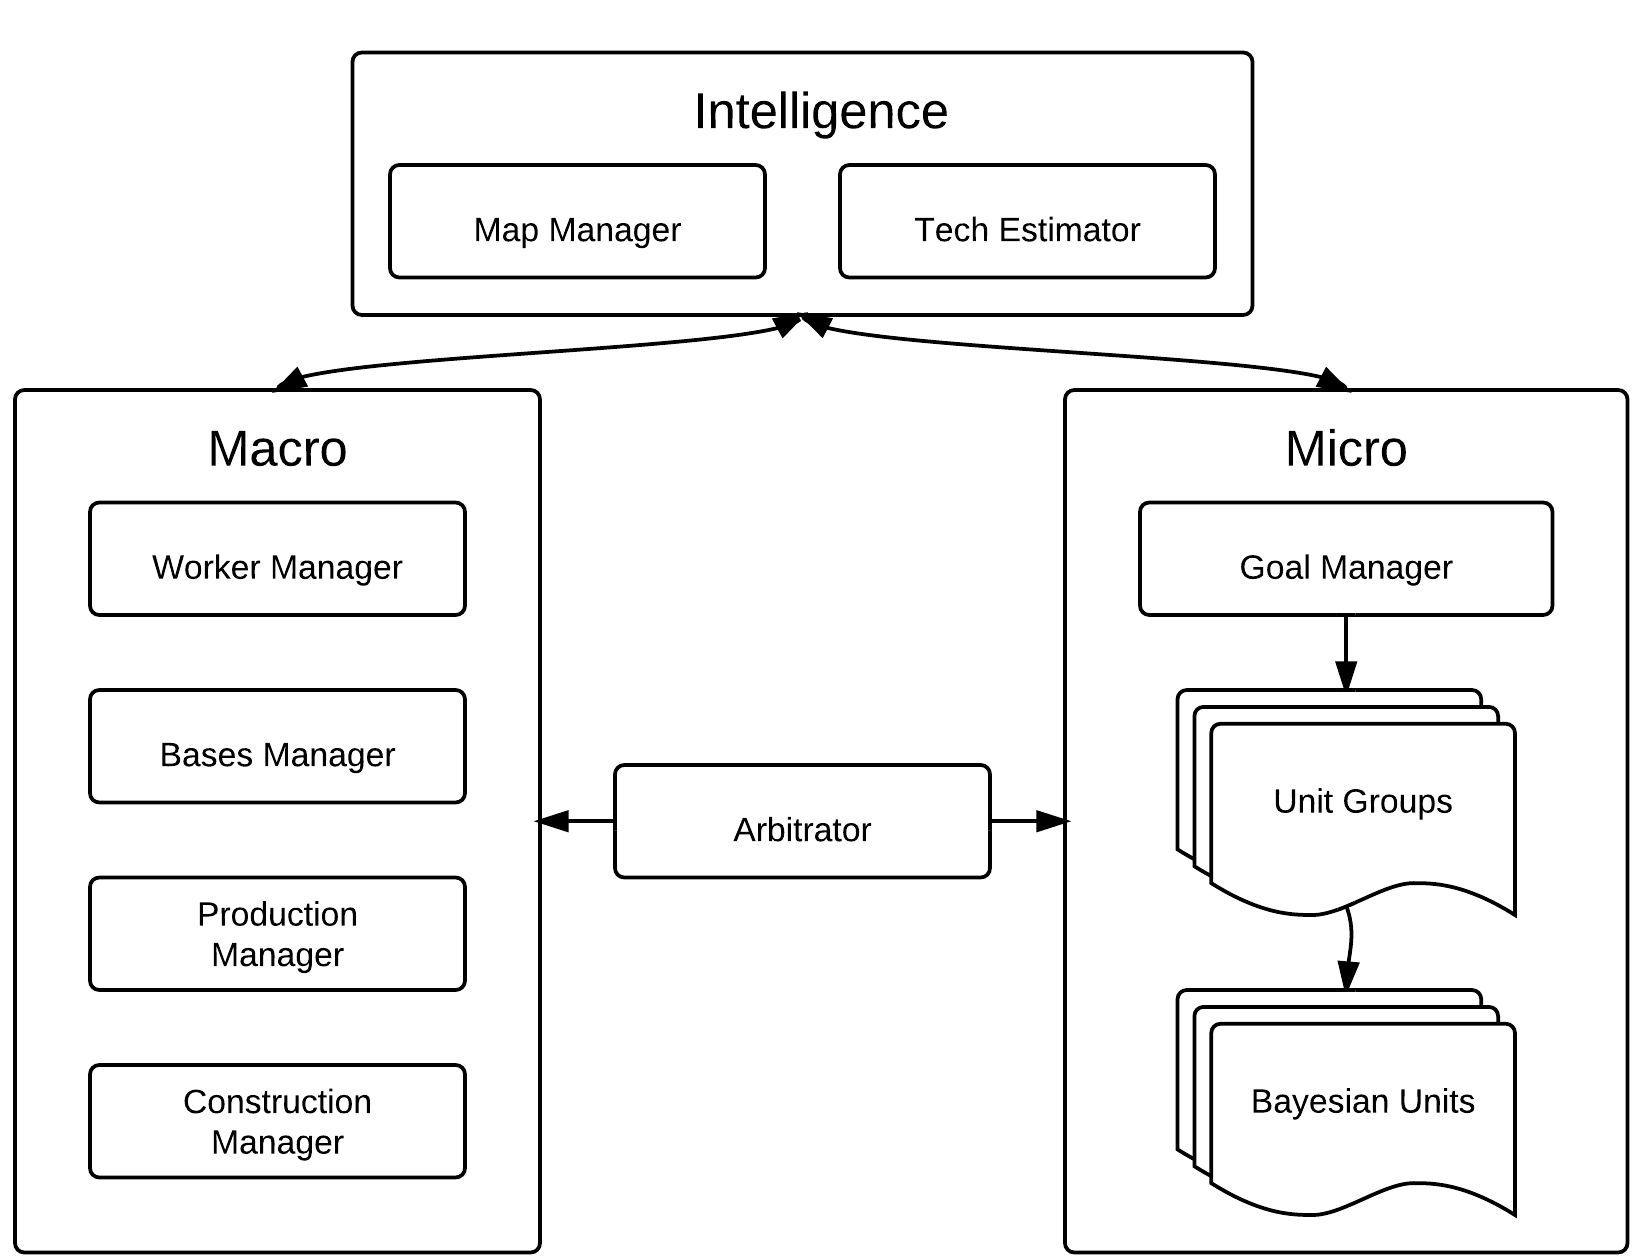 Intelligence
Map Manager
Tech Estimator
Macro
Worker Manager
Bases Manager
Production
Manager
Construction
Manager
Arbitrator
Micro
Goal Manager
Unit Groups
Bayesian Units